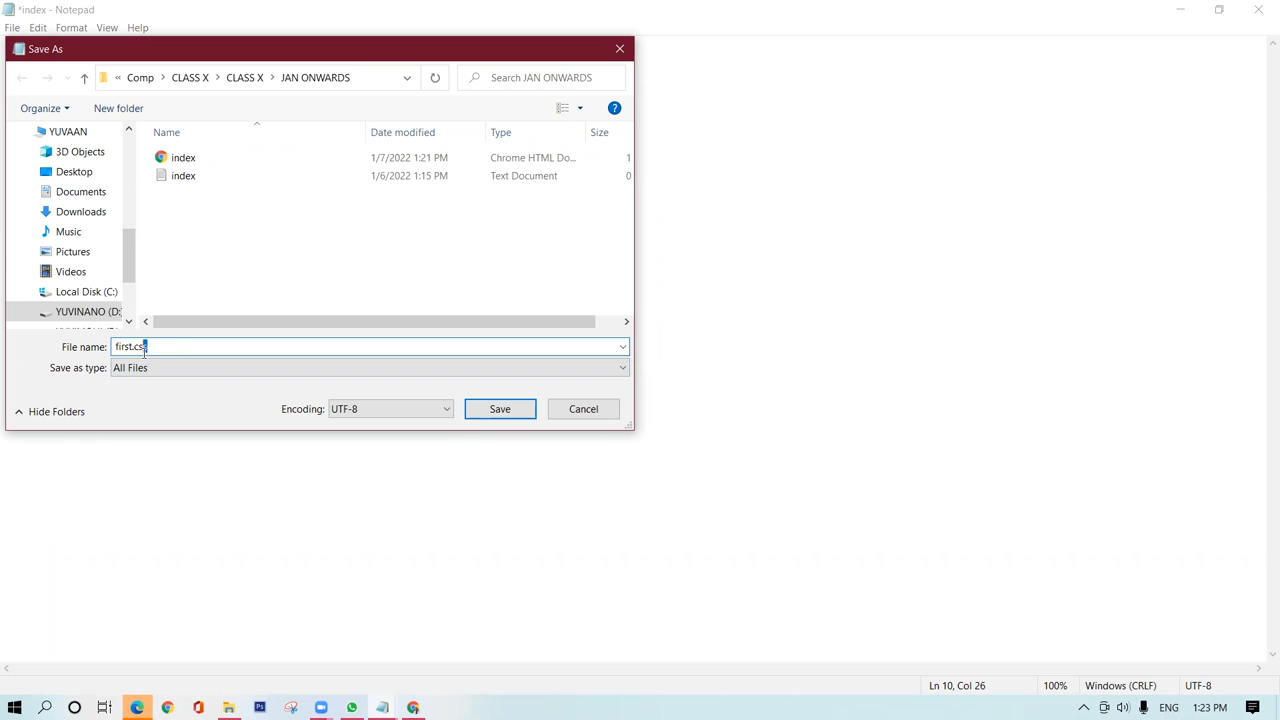 *index - Notepad
File Edit Format View Help
Save As
« Comp > CLASS X > CLASS X > JAN ONWARDS
Search JAN ONWARDS
Organize New folder
Name Date modified Type Size
YUVAAN
3D Objects
Desktop
Documents
Downloads
Music
Pictures
Videos
Local Disk (C:)
YUVINANO (D:
index 1/7/2022 1:21 PM Chrome HTML Do... 1
index 1/6/2022 1:15 PM Text Document 0
File name: first.css
Save as type: All Files
Hide Folders
Encoding: UTF-8 Save Cancel
Ln 10, Col 26 100% Windows (CRLF) UTF-8
ENG 1:23 PM